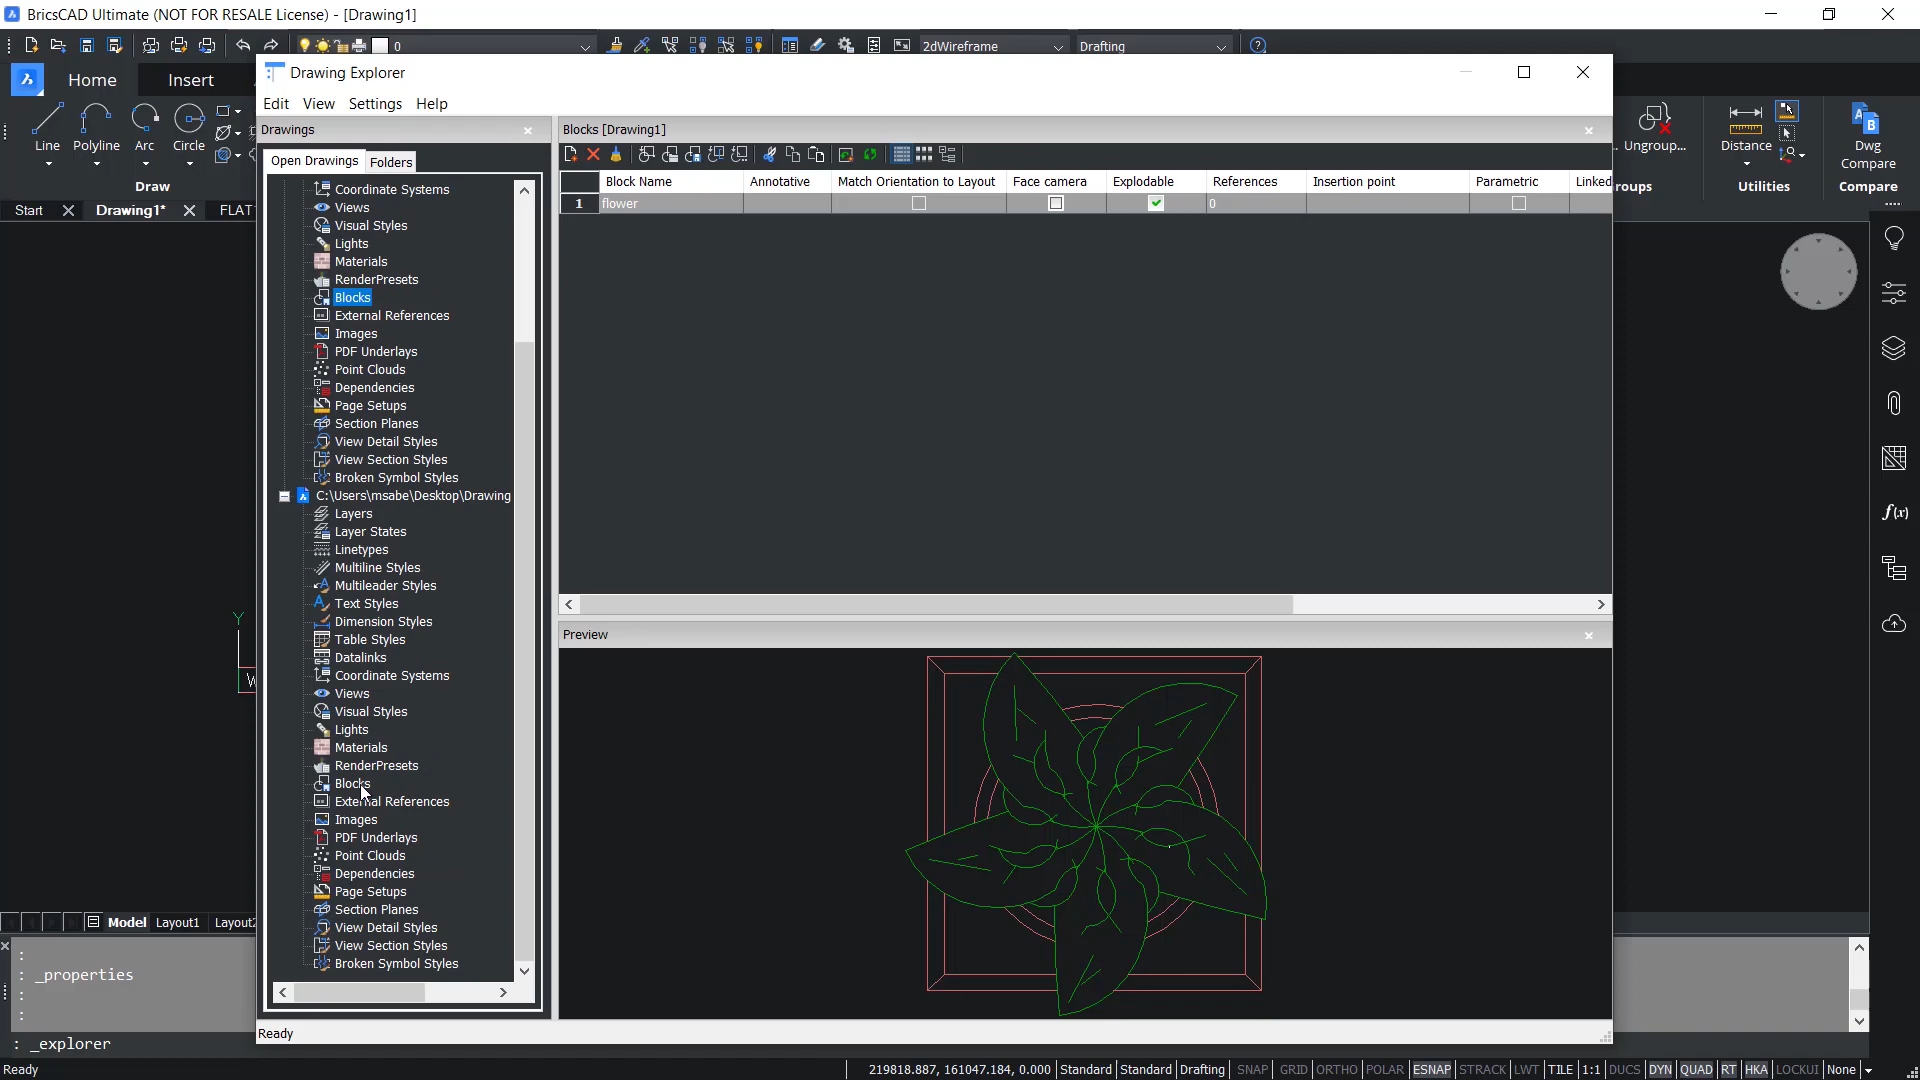 BricsCAD Ultimate (NOT FOR RESALE License) - [Drawing1]
0
2dWireframe
Drafting
Home
Insert
Drawing Explorer
Edit View Settings Help
Line
Polyline
Arc
Circle
Draw
Ungroup...
Distance
Dwg
Compare
roups
Utilities
Compare
Start
Drawing1*
FLAT
Drawings
Open Drawings
Folders
Coordinate Systems
Views
Visual Styles
Lights
Materials
RenderPresets
Blocks
External References
Images
PDF Underlays
Point Clouds
Dependencies
Page Setups
Section Planes
View Detail Styles
View Section Styles
Broken Symbol Styles
C:\Users\msabe\Desktop\Drawing
Layers
Layer States
Linetypes
Multiline Styles
Multileader Styles
Text Styles
Dimension Styles
Table Styles
Datalinks
Coordinate Systems
Views
Visual Styles
Lights
Materials
RenderPresets
Blocks
External References
Images
PDF Underlays
Point Clouds
Dependencies
Page Setups
Section Planes
View Detail Styles
View Section Styles
Broken Symbol Styles
Blocks [Drawing1]
Block Name Annotative Match Orientation to Layout Face camera Explodable References Insertion point Parametric Linked
1 flower 0
Preview
Ready
Y
W
Model Layout1 Layout2
:
: _properties
:
:
: _explorer
Ready
219818.887, 161047.184, 0.000 Standard Standard Drafting SNAP GRID ORTHO POLAR ESNAP STRACK LWT TILE 1:1 DUCS DYN QUAD RT HKA LOCKUI None
f(x)